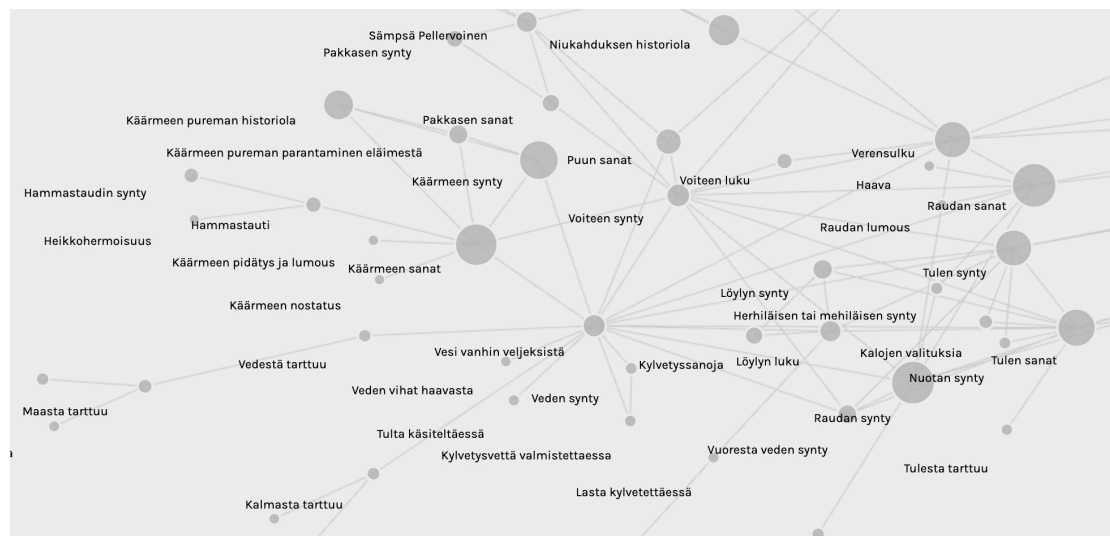 Sämpsä Pellervoinen
Niukahduksen historiola
Pakkasen synty
Käärmeen pureman historiola
Pakkasen sanat
Käärmeen pureman parantaminen eläimestä
Puun sanat
Verensulku
Käärmeen synty
Voiteen luku
Haava
Hammastaudin synty
Raudan sanat
Voiteen synty
Hammastauti
Raudan lumous
Heikkohermoisuus
Käärmeen pidätys ja lumous
Käärmeen sanat
Tulen synty
Löylyn synty
Käärmeen nostatus
Herhiläisen tai mehiläisen synty
Vesi vanhin veljeksistä
Kalojen valituksia
Vedestä tarttuu
Kylvetyssanoja
Löylyn luku
Tulen sanat
Nuotan synty
Veden vihat haavasta
Veden synty
Maasta tarttuu
Raudan synty
Tulta käsiteltäessä
Vuoresta veden synty
Kylvetysvettä valmistettaessa
a
Tulesta tarttuu
Lasta kylvetettäessä
Kalmasta tarttuu